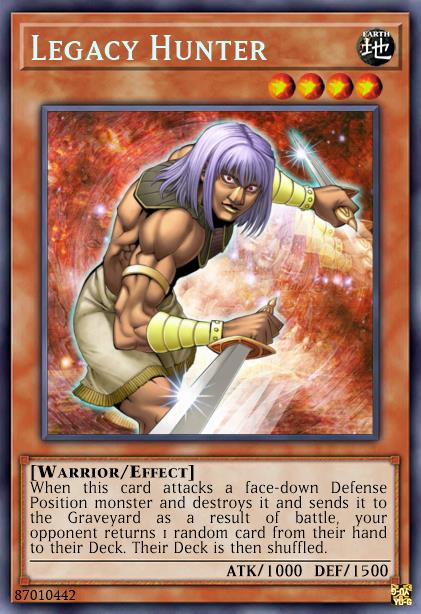 Legacy Hunter
EARTH
地
[Warrior/Effect]
When this card attacks a face-down Defense
Position monster and destroys it and sends it to
the Graveyard as a result of battle, your
opponent returns 1 random card from their hand
to their Deck. Their Deck is then shuffled.
ATK/1000 DEF/1500
87010442